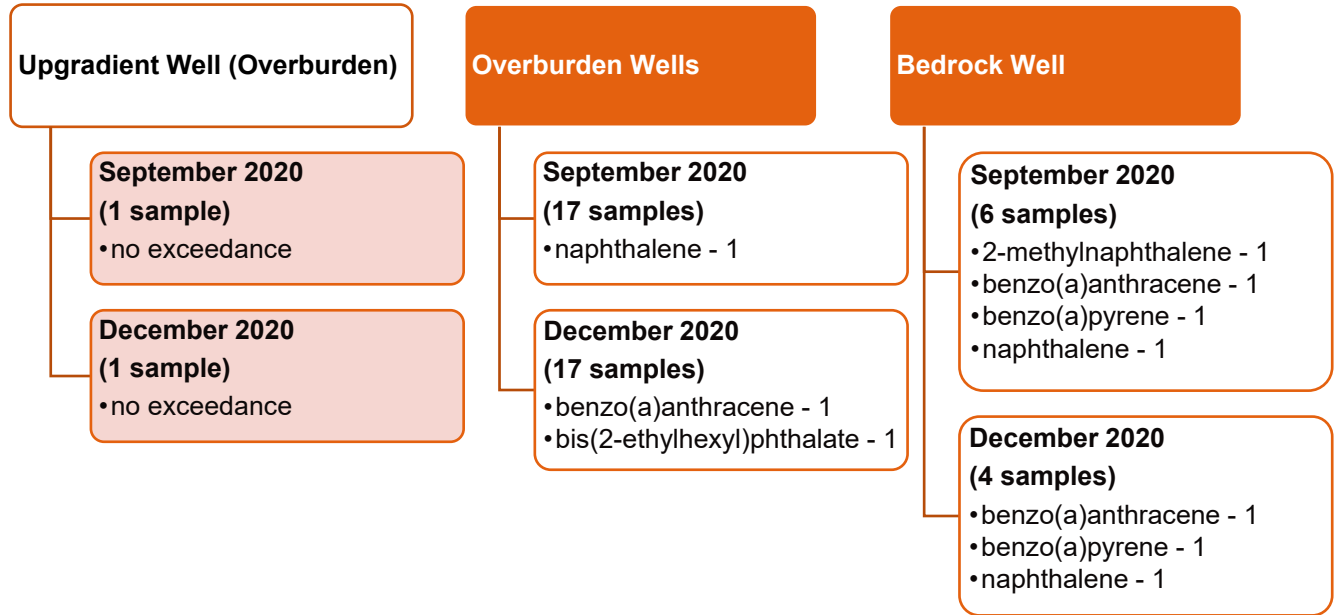 Upgradient Well (Overburden)
September 2020
(1 sample)
•no exceedance
December 2020
(1 sample)
•no exceedance
Overburden Wells
September 2020
(17 samples)
•naphthalene - 1
December 2020
(17 samples)
•benzo(a)anthracene - 1
•bis(2-ethylhexyl)phthalate - 1
Bedrock Well
September 2020
(6 samples)
•2-methylnaphthalene - 1
•benzo(a)anthracene - 1
•benzo(a)pyrene - 1
•naphthalene - 1
December 2020
(4 samples)
•benzo(a)anthracene - 1
•benzo(a)pyrene - 1
•naphthalene - 1